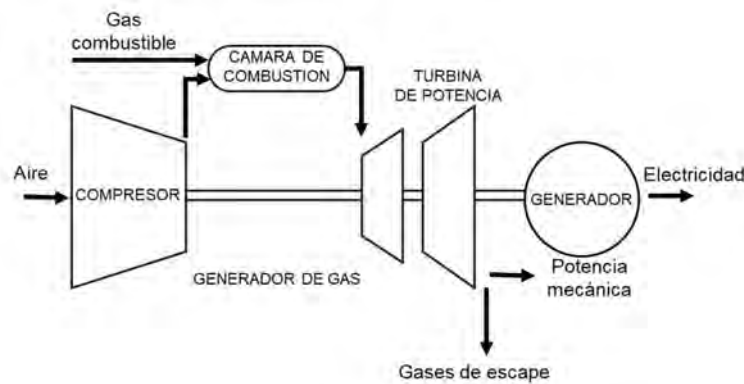 Gas
combustible
CAMARA DE
COMBUSTION
TURBINA
DE POTENCIA
Aire
COMPRESOR
GENERADOR
Electricidad
GENERADOR DE GAS
Potencia
mecánica
Gases de escape